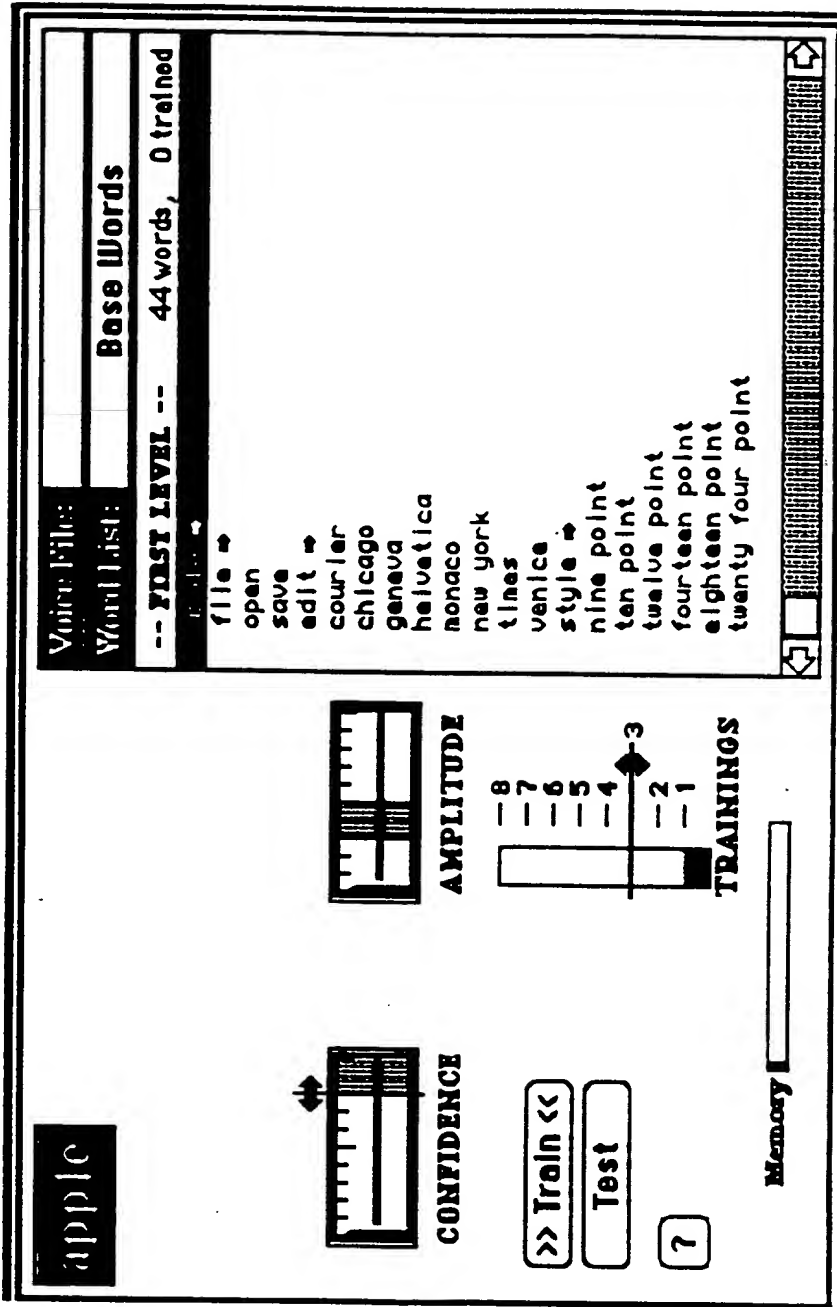 apple
CONFIDENCE
AMPLITUDE
>> Train <<
Test
?
8
7
6
5
4
3
2
1
TRAININGS
Memory
Voice File:
Word List:
Base Words
-- FIRST LEVEL --
44 words, 0 trained
file ➡
open
save
edit ➡
courier
chicago
geneva
helvetica
monaco
new york
times
venice
style ➡
nine point
ten point
twelve point
fourteen point
eighteen point
twenty four point